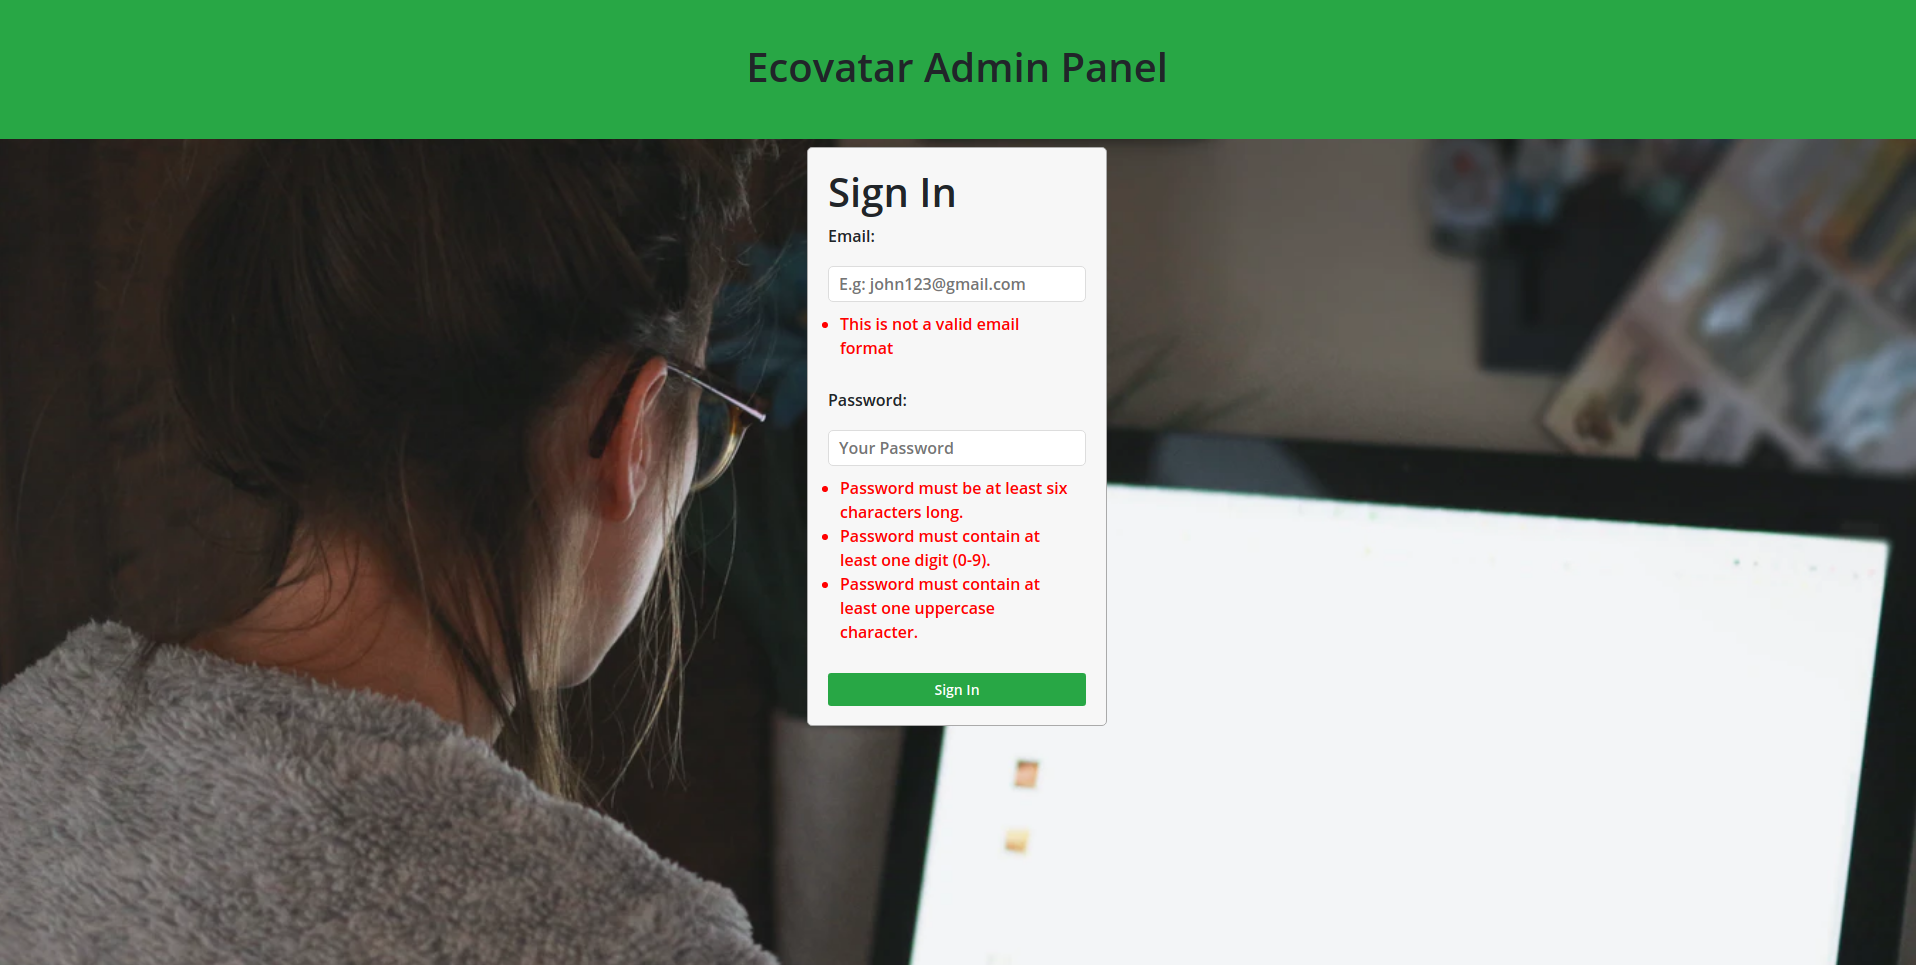 Ecovatar Admin Panel
Sign In
Email:
E.g: john123@gmail.com
This is not a valid email
format
Password:
Your Password
Password must be at least six
characters long.
Password must contain at
least one digit (0-9).
Password must contain at
least one uppercase
character.
Sign In